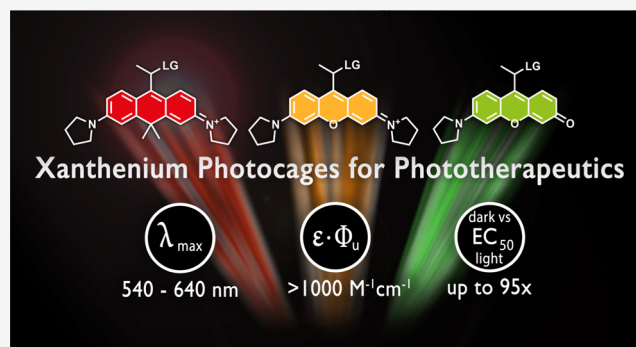 LG LG LG
N O N⁺ N O N⁺ N O O
Xanthenium Photocages for Phototherapeutics
λmax ε·Φu dark vs
EC50
light
540 - 640 nm >1000 M⁻¹cm⁻¹ up to 95x